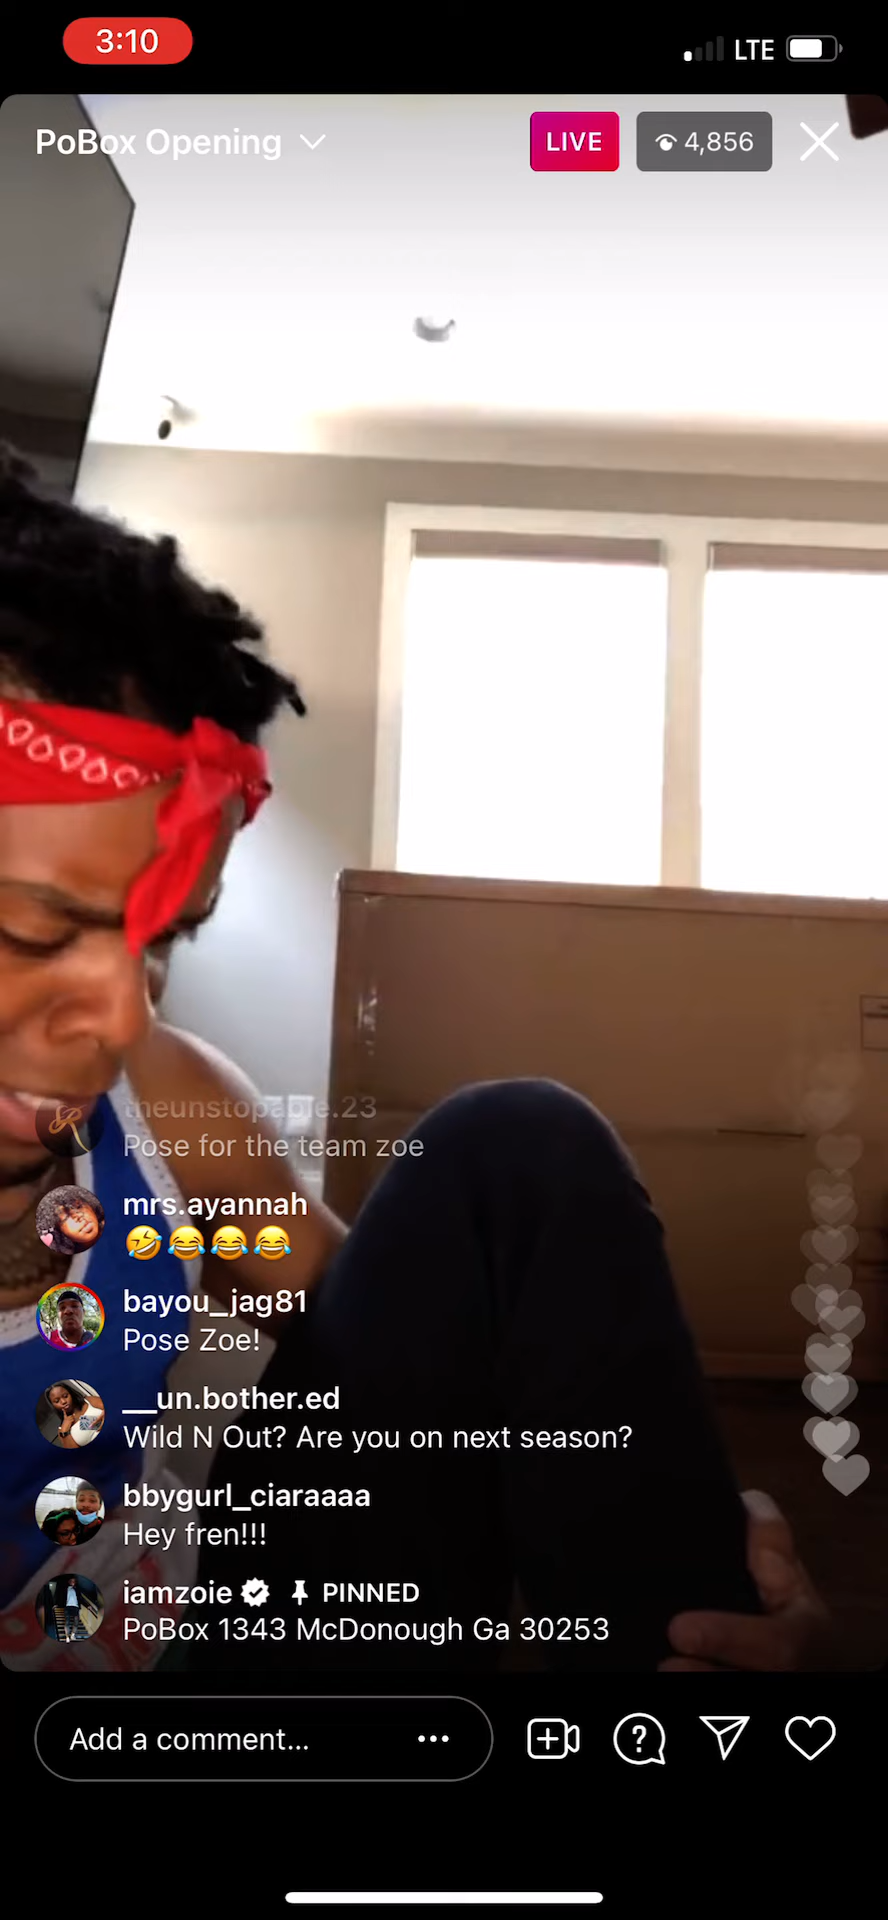 3:10
LTE
PoBox Opening
LIVE
4,856
theunstopable.23
Pose for the team zoe
mrs.ayannah
🤣😂😂😂
bayou_jag81
Pose Zoe!
__un.bother.ed
Wild N Out? Are you on next season?
bbygurl_ciaraaaa
Hey fren!!!
iamzoie PINNED
PoBox 1343 McDonough Ga 30253
Add a comment...